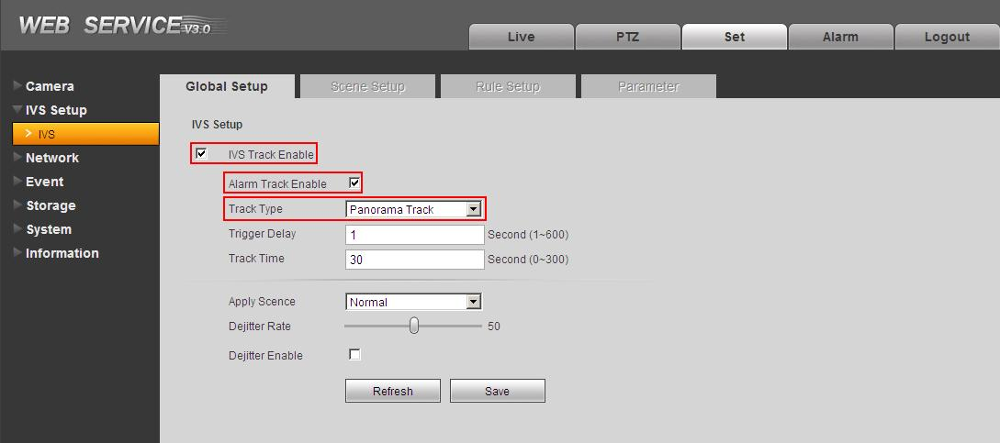 WEB SERVICE V3.0
Live PTZ Set Alarm Logout
Camera
IVS Setup
IVS
Network
Event
Storage
System
Information
Global Setup Scene Setup Rule Setup Parameter
IVS Setup
IVS Track Enable
Alarm Track Enable
Track Type Panorama Track
Trigger Delay 1 Second (1~600)
Track Time 30 Second (0~300)
Apply Scence Normal
Dejitter Rate 50
Dejitter Enable
Refresh Save